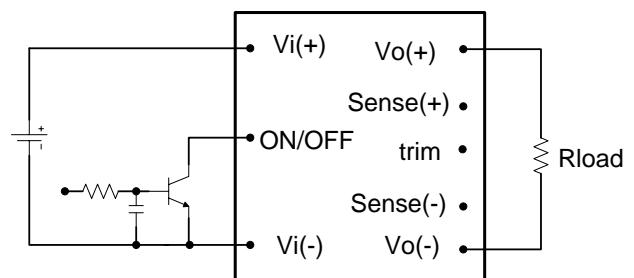 Vi(+)
Vo(+)
Sense(+)
ON/OFF
trim
Rload
Sense(-)
Vi(-)
Vo(-)
+
-